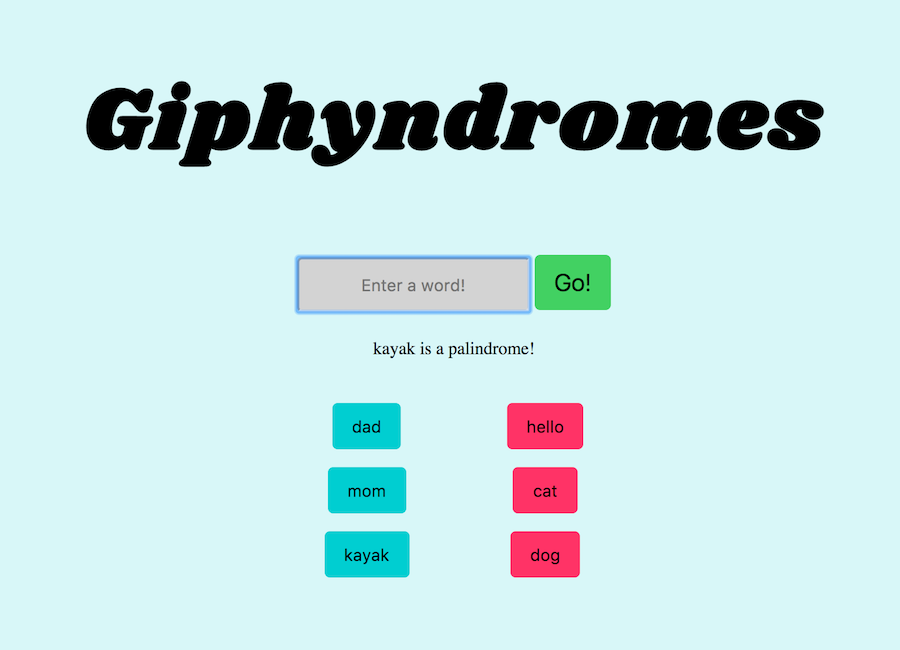 Giphyndromes
Enter a word! Go!
kayak is a palindrome!
dad hello
mom cat
kayak dog